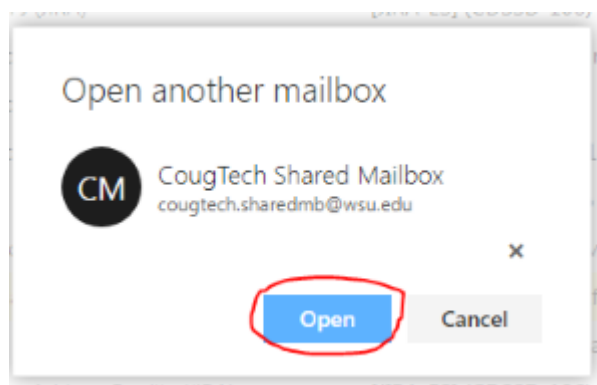 Open another mailbox
CM
CougTech Shared Mailbox
cougtech.sharedmb@wsu.edu
×
Open Cancel